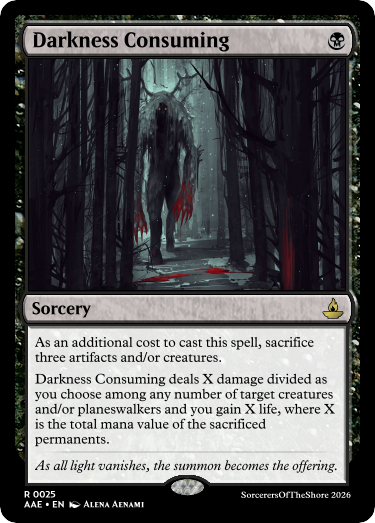 Darkness Consuming
Sorcery
As an additional cost to cast this spell, sacrifice
three artifacts and/or creatures.
Darkness Consuming deals X damage divided as
you choose among any number of target creatures
and/or planeswalkers and you gain X life, where X
is the total mana value of the sacrificed
permanents.
As all light vanishes, the summon becomes the offering.
R 0025
AAE • EN Alena Aenami
SorcerersOfTheShore 2026